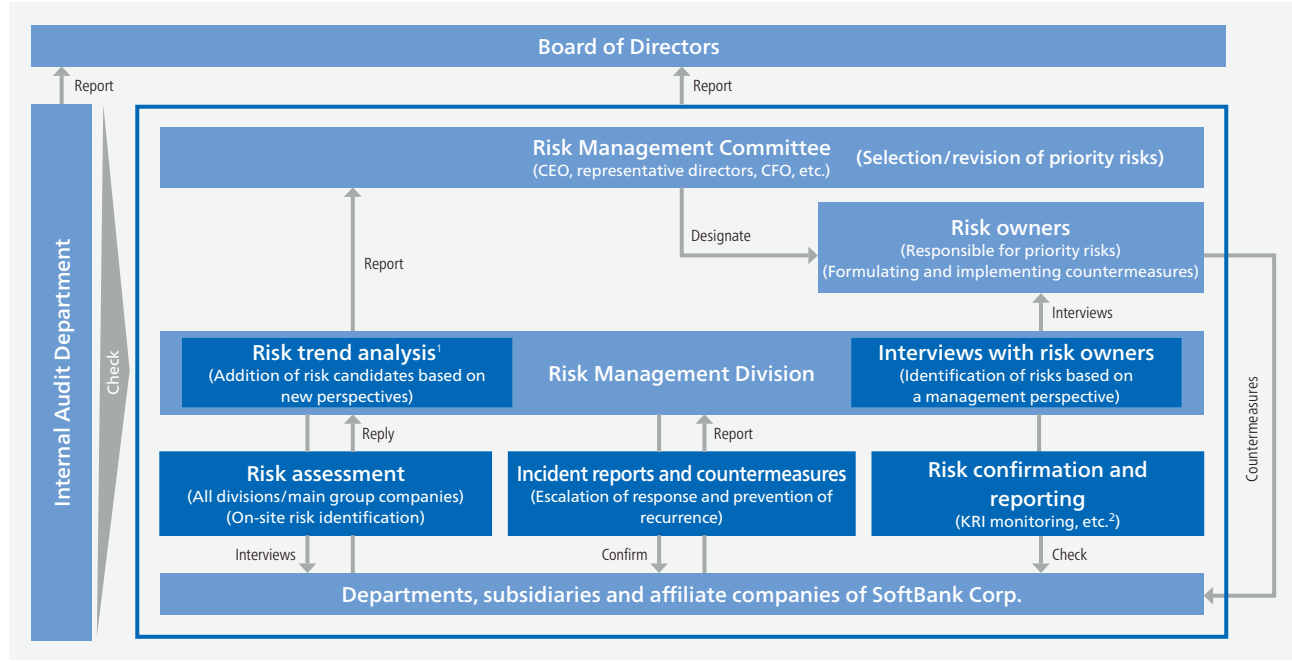 Board of Directors
Report
Report
Internal Audit Department
Check
Risk Management Committee
(CEO, representative directors, CFO, etc.)
(Selection/revision of priority risks)
Designate
Risk owners
(Responsible for priority risks)
(Formulating and implementing countermeasures)
Report
Interviews
Risk trend analysis1
(Addition of risk candidates based on
new perspectives)
Risk Management Division
Interviews with risk owners
(Identification of risks based on
a management perspective)
Countermeasures
Reply
Report
Risk assessment
(All divisions/main group companies)
(On-site risk identification)
Incident reports and countermeasures
(Escalation of response and prevention of
recurrence)
Risk confirmation and
reporting
(KRI monitoring, etc.2)
Interviews
Confirm
Check
Departments, subsidiaries and affiliate companies of SoftBank Corp.